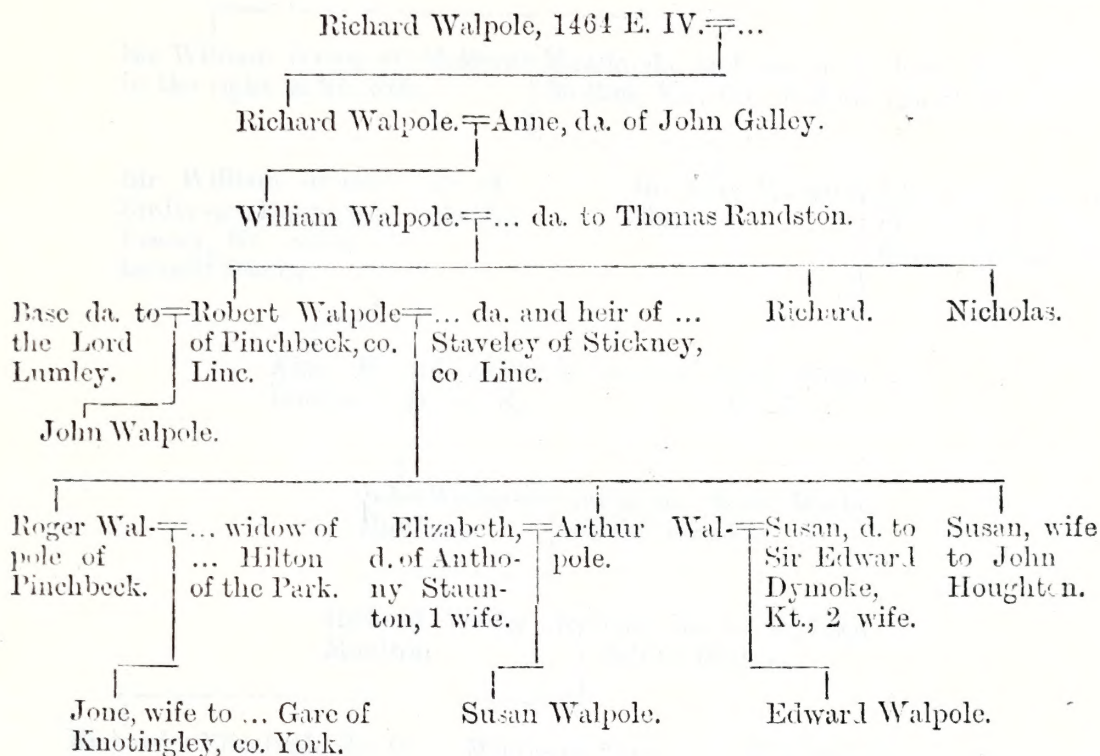 Richard Walpole, 1464 E. IV.=...
Richard Walpole.=Anne, da. of John Galley.
William Walpole.=... da. to Thomas Randston.
Base da. to=Robert Walpole=... da. and heir of ... Richard. Nicholas.
the Lord of Pinchbeck, co. Staveley of Stickney,
Lumley. Linc. co Linc.
John Walpole.
Roger Wal-=... widow of Elizabeth,=Arthur Wal-=Susan, d. to Susan, wife
pole of ... Hilton d. of Antho- pole. Sir Edward to John
Pinchbeck. of the Park. ny Staun- Dymoke, Houghton.
ton, 1 wife. Kt., 2 wife.
Jone, wife to ... Gare of Susan Walpole. Edward Walpole.
Knotingley, co. York.